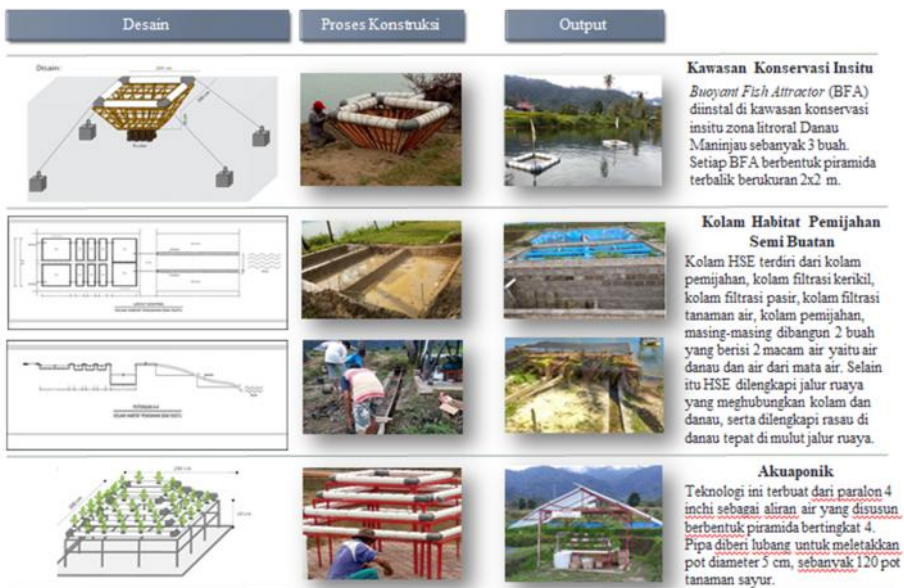 Desain
Proses Konstruksi
Output
Desain:
Kawasan Konservasi Insitu
Buoyant Fish Attractor (BFA)
diinstal di kawasan konservasi
insitu zona litroral Danau
Maninjau sebanyak 3 buah.
Setiap BFA berbentuk piramida
terbalik berukuran 2x2 m.
Kolam Habitat Pemijahan
Semi Buatan
Kolam HSE terdiri dari kolam
pemijahan, kolam filtrasi kerikil,
kolam filtrasi pasir, kolam filtrasi
tanaman air, kolam pemijahan,
masing-masing dibangun 2 buah
yang berisi 2 macam air yaitu air
danau dan air dari mata air. Selain
itu HSE dilengkapi jalur ruaya
yang meghubungkan kolam dan
danau, serta dilengkapi rasau di
danau tepat di mulut jalur ruaya.
Akuaponik
Teknologi ini terbuat dari paralon 4
inchi sebagai aliran air yang disusun
berbentuk piramida bertingkat 4.
Pipa diberi lubang untuk meletakkan
pot diameter 5 cm, sebanyak 120 pot
tanaman sayur.